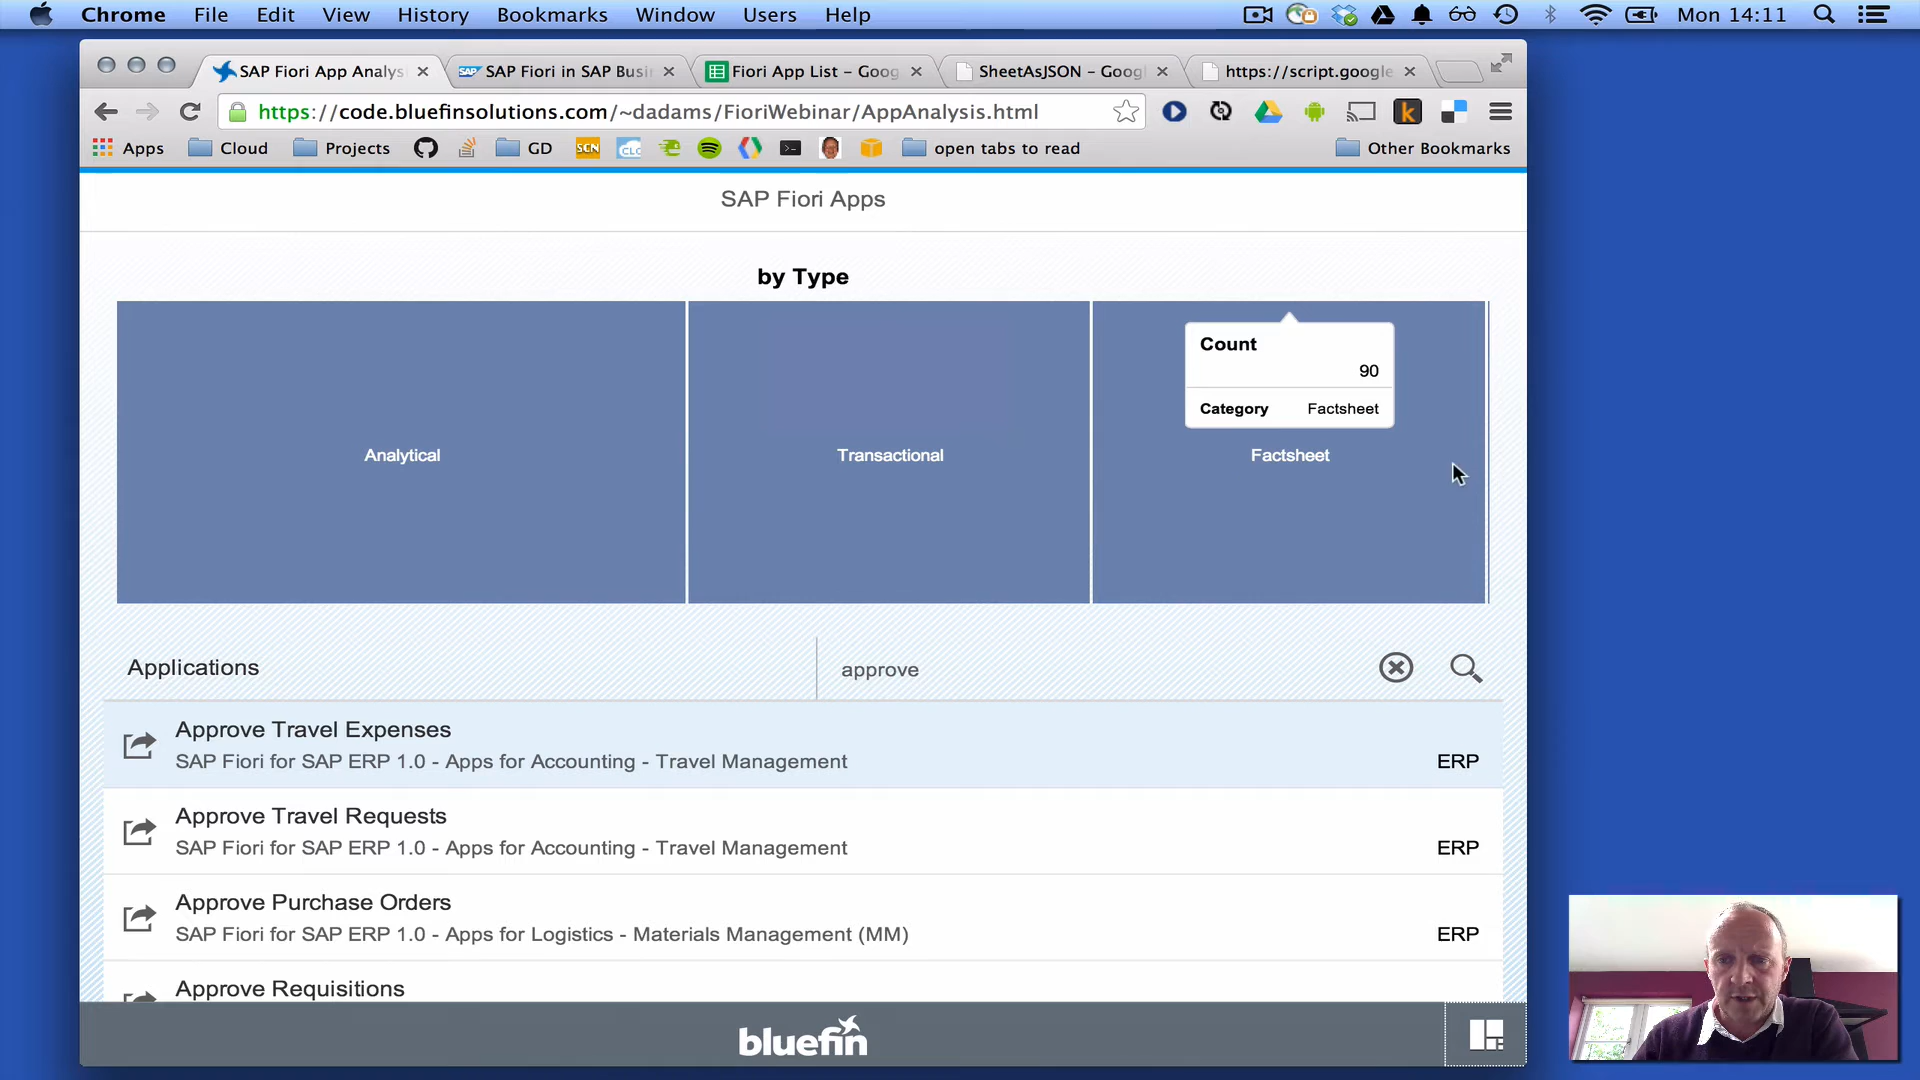 Chrome File Edit View History Bookmarks Window Users Help Mon 14:11
SAP Fiori App Analys SAP Fiori in SAP Busi Fiori App List – Goog SheetAsJSON – Googl https://script.google
https://code.bluefinsolutions.com/~dadams/FioriWebinar/AppAnalysis.html
Apps Cloud Projects GD SCN open tabs to read Other Bookmarks
SAP Fiori Apps
by Type
Count
90
Category Factsheet
Analytical Transactional Factsheet
Applications approve
Approve Travel Expenses
SAP Fiori for SAP ERP 1.0 - Apps for Accounting - Travel Management ERP
Approve Travel Requests
SAP Fiori for SAP ERP 1.0 - Apps for Accounting - Travel Management ERP
Approve Purchase Orders
SAP Fiori for SAP ERP 1.0 - Apps for Logistics - Materials Management (MM) ERP
Approve Requisitions
bluefin